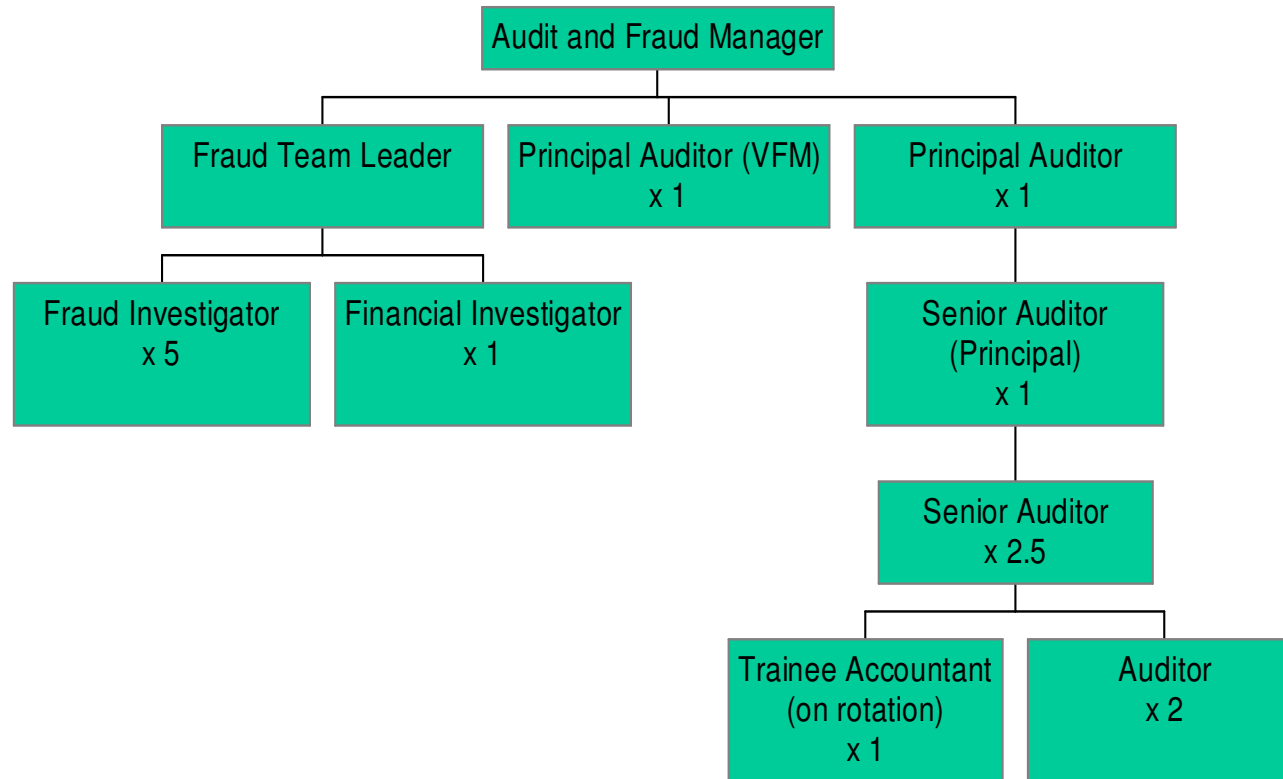 Audit and Fraud Manager
Fraud Team Leader
Principal Auditor (VFM)
x 1
Principal Auditor
x 1
Fraud Investigator
x 5
Financial Investigator
x 1
Senior Auditor
(Principal)
x 1
Senior Auditor
x 2.5
Trainee Accountant
(on rotation)
x 1
Auditor
x 2